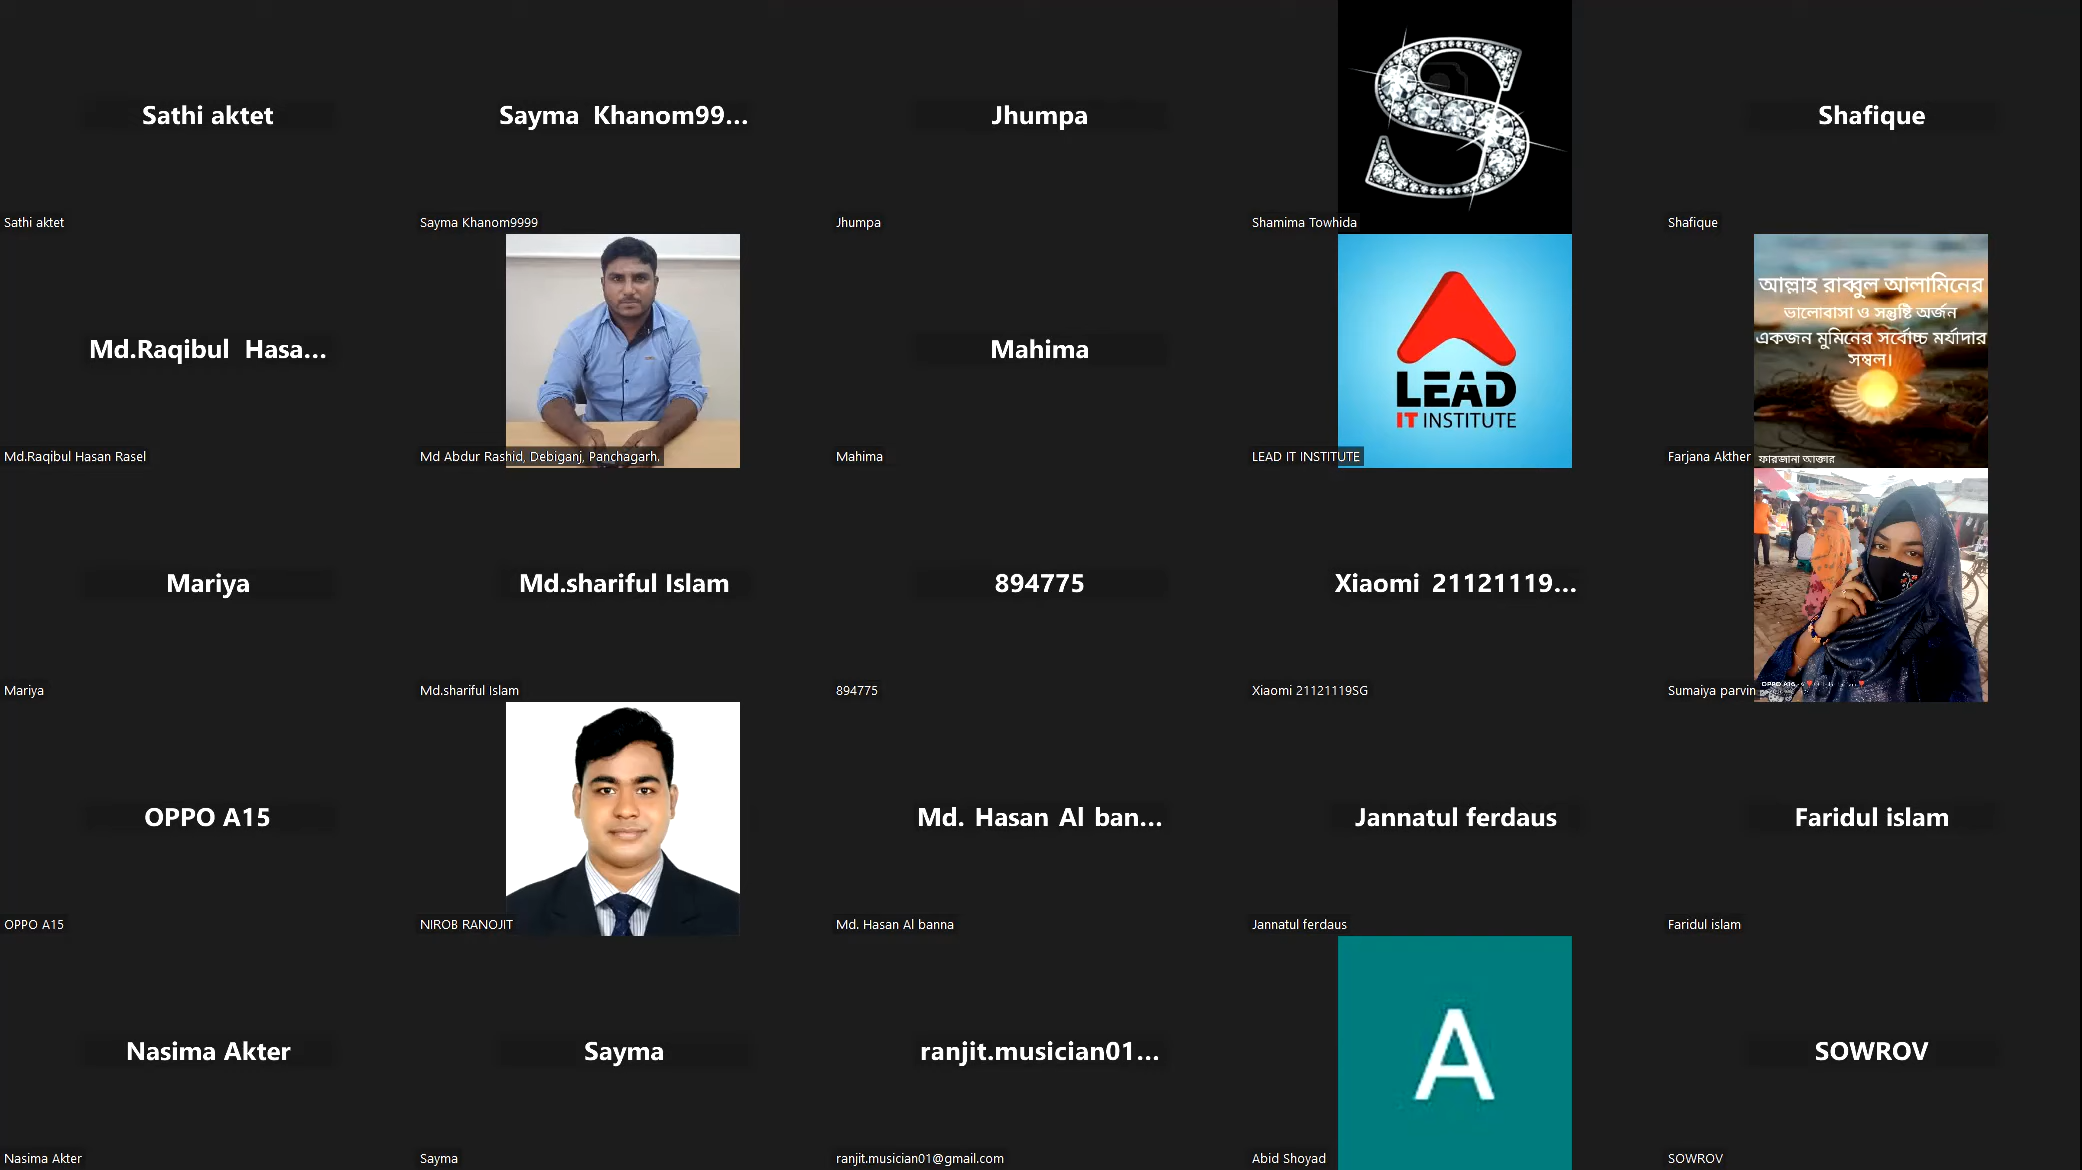 Sathi aktet
Sayma Khanom99...
Jhumpa
S
Shafique
Sathi aktet
Sayma Khanom9999
Jhumpa
Shamima Towhida
Shafique
Md.Raqibul Hasa...
Mahima
LEAD
IT INSTITUTE
আল্লাহ রাব্বুল আলামিনের
ভালোবাসা ও সন্তুষ্টি অর্জন
একজন মুমিনের সর্বোচ্চ মর্যাদার
সম্বল।
ফারজানা আক্তার
Md.Raqibul Hasan Rasel
Md Abdur Rashid, Debiganj, Panchagarh.
Mahima
LEAD IT INSTITUTE
Farjana Akther
Mariya
Md.shariful Islam
894775
Xiaomi 21121119...
OPPO A16
Mariya
Md.shariful Islam
894775
Xiaomi 21121119SG
Sumaiya parvin
OPPO A15
Md. Hasan Al ban...
Jannatul ferdaus
Faridul islam
OPPO A15
NIROB RANOJIT
Md. Hasan Al banna
Jannatul ferdaus
Faridul islam
Nasima Akter
Sayma
ranjit.musician01...
A
SOWROV
Nasima Akter
Sayma
ranjit.musician01@gmail.com
Abid Shoyad
SOWROV